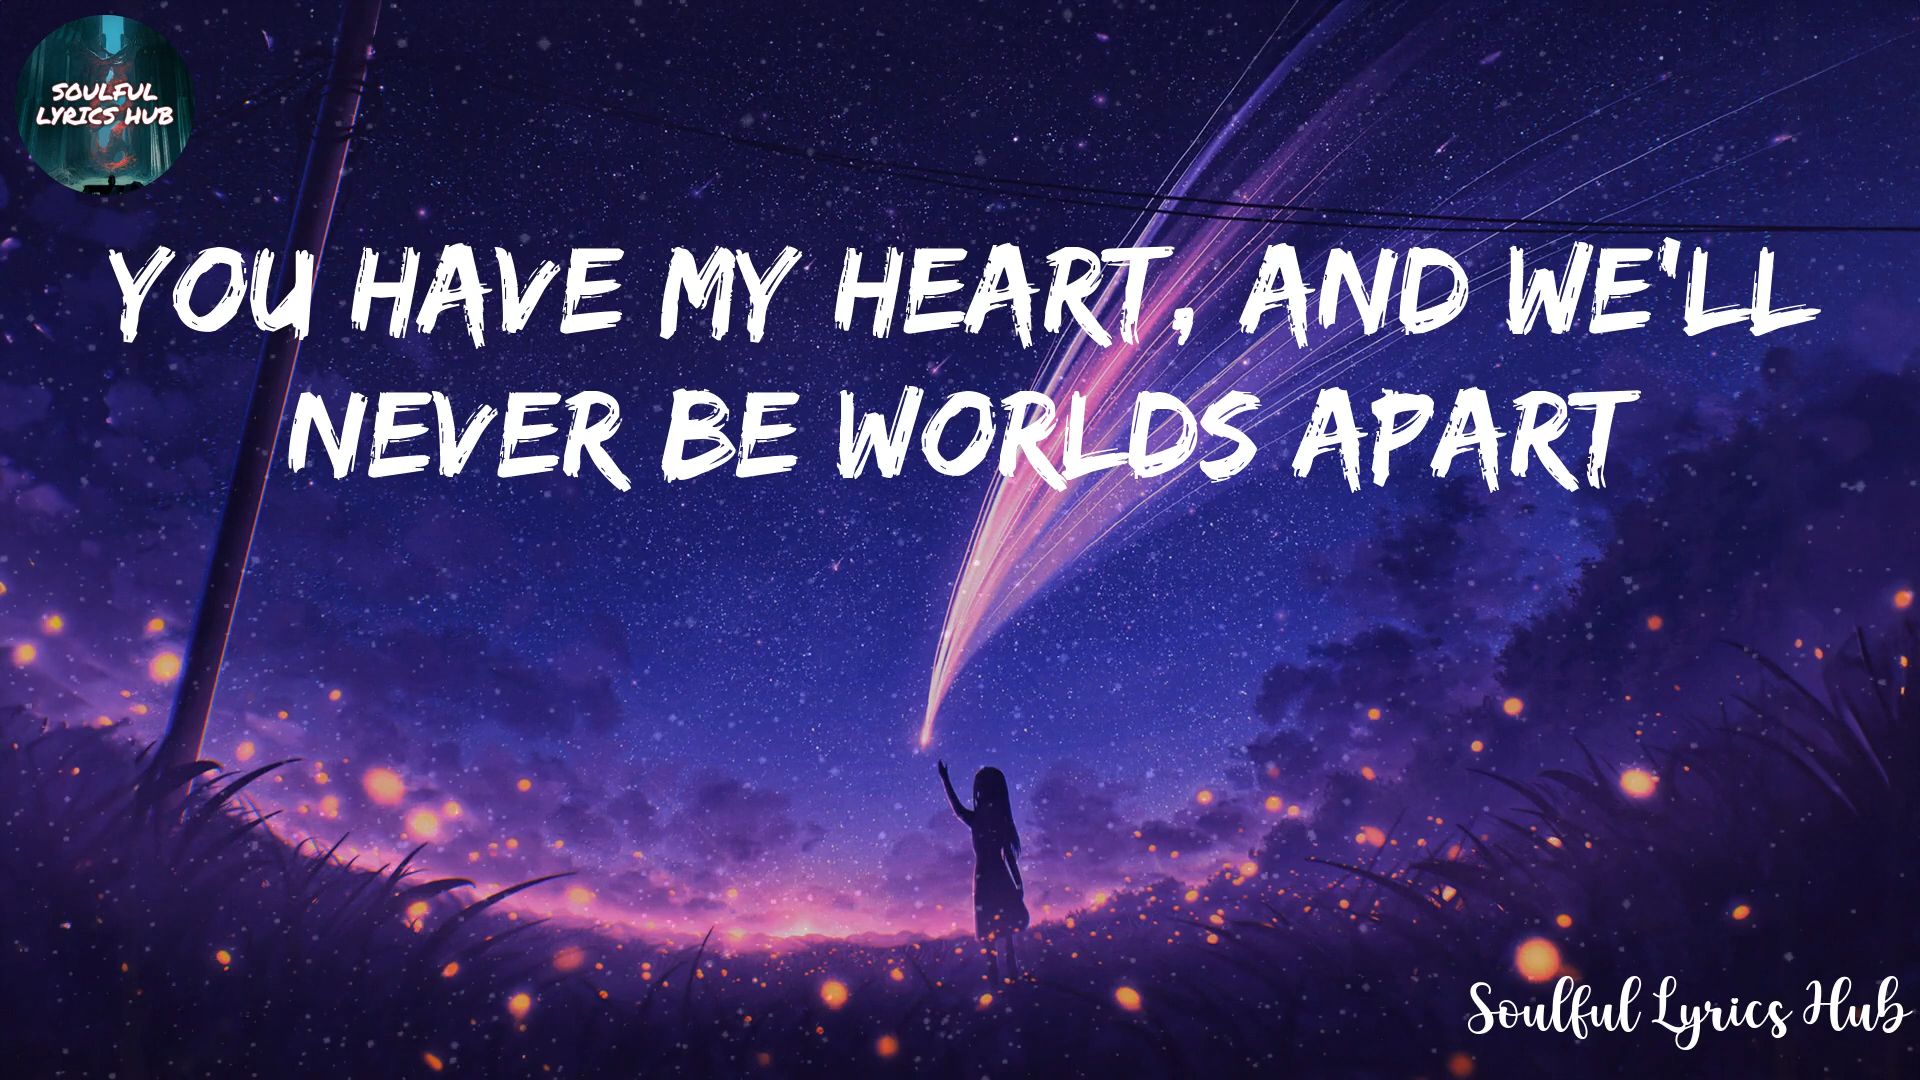 SOULFUL
LYRICS HUB
YOU HAVE MY HEART, AND WE'LL
NEVER BE WORLDS APART
Soulful Lyrics Hub